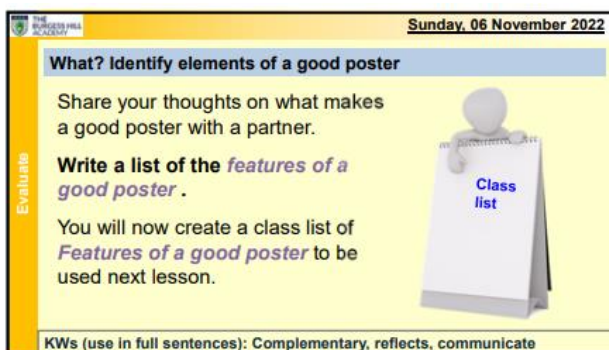 THE
BURGESS HILL
ACADEMY
Sunday, 06 November 2022
What? Identify elements of a good poster
Share your thoughts on what makes
a good poster with a partner.
Write a list of the features of a
good poster .
You will now create a class list of
Features of a good poster to be
used next lesson.
Evaluate
Class
list
KWs (use in full sentences): Complementary, reflects, communicate